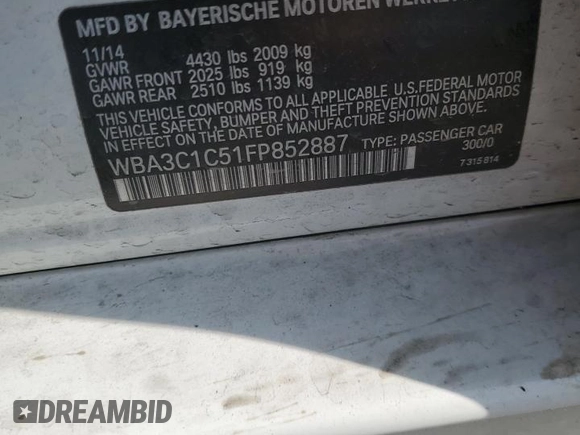 MFD BY BAYERISCHE MOTOREN
11/14
GVWR 4430 lbs 2009 kg
GAWR FRONT 2025 lbs 919 kg
GAWR REAR 2510 lbs 1139 kg
THIS VEHICLE CONFORMS TO ALL APPLICABLE U.S.FEDERAL MOTOR
VEHICLE SAFETY, BUMPER AND THEFT PREVENTION STANDARDS
IN EFFECT ON THE DATE OF MANUFACTURE SHOWN ABOVE.
WBA3C1C51FP852887 TYPE: PASSENGER CAR
300/0
7 315 814
DREAMBID